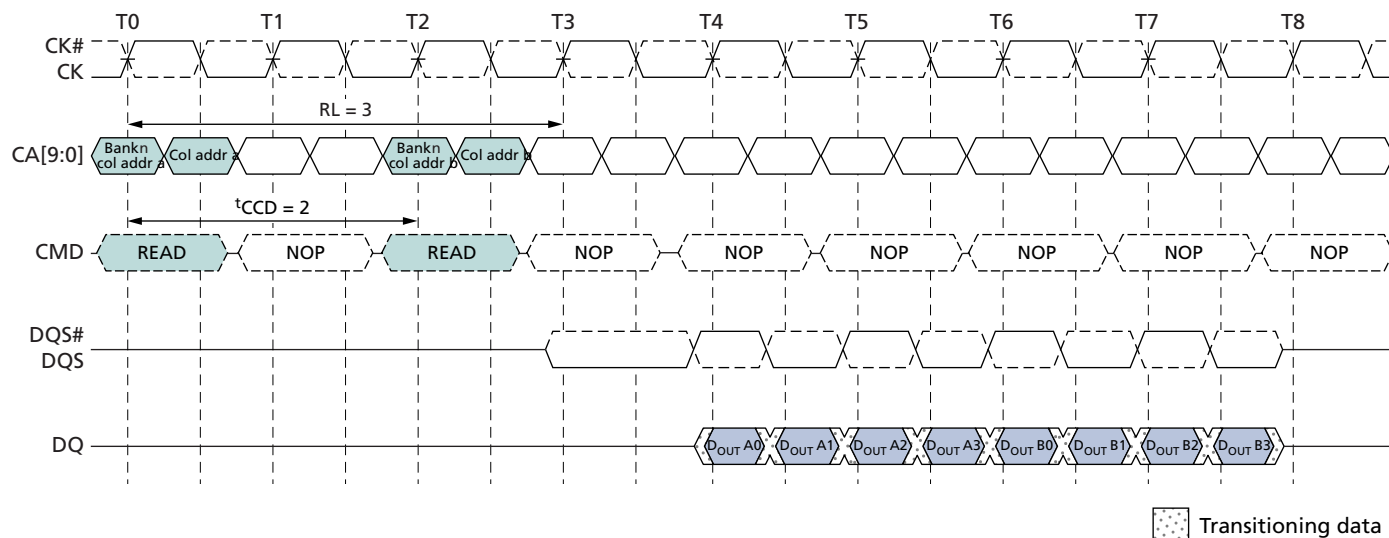 T0 T1 T2 T3 T4 T5 T6 T7 T8
CK#
CK
RL = 3
CA[9:0]
Bankn col addr a
Col addr a
Bankn col addr b
Col addr b
tCCD = 2
CMD READ NOP READ NOP NOP NOP NOP NOP NOP
DQS#
DQS
DQ DOUT A0 DOUT A1 DOUT A2 DOUT A3 DOUT B0 DOUT B1 DOUT B2 DOUT B3
Transitioning data